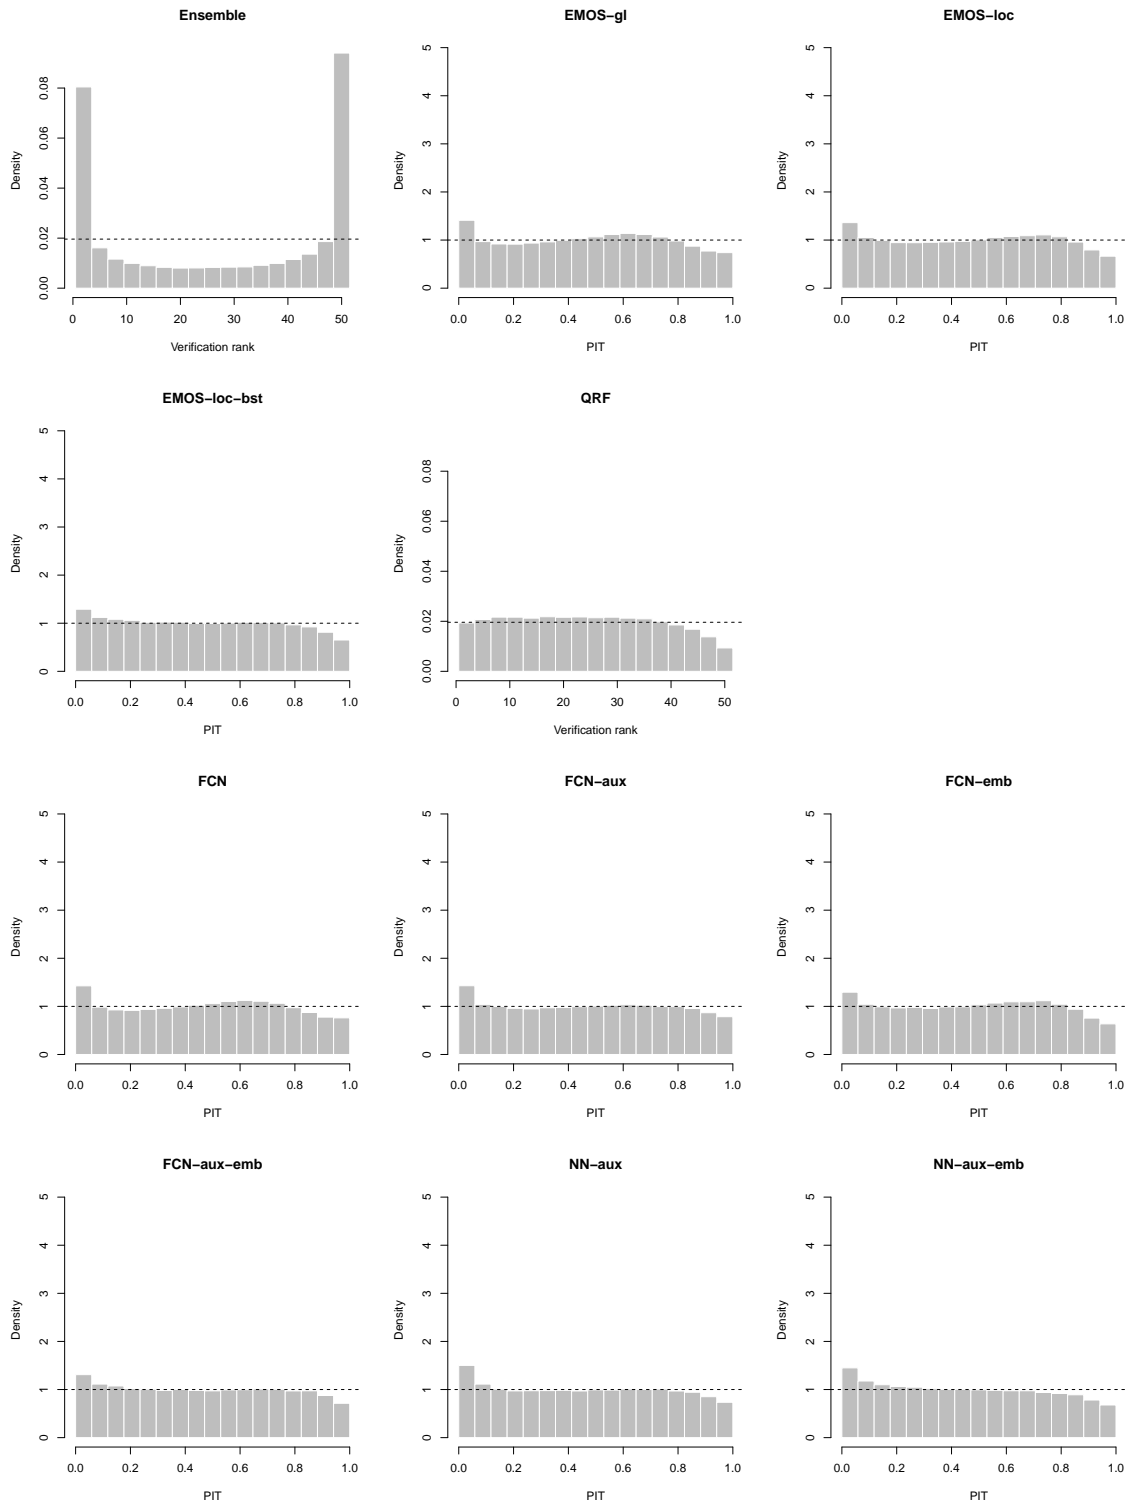 Ensemble
Density
0.00 0.02 0.04 0.06 0.08
0 10 20 30 40 50
Verification rank
EMOS−gl
Density
0 1 2 3 4 5
0.0 0.2 0.4 0.6 0.8 1.0
PIT
EMOS−loc
Density
0 1 2 3 4 5
0.0 0.2 0.4 0.6 0.8 1.0
PIT
EMOS−loc−bst
Density
0 1 2 3 4 5
0.0 0.2 0.4 0.6 0.8 1.0
PIT
QRF
Density
0.00 0.02 0.04 0.06 0.08
0 10 20 30 40 50
Verification rank
FCN
Density
0 1 2 3 4 5
0.0 0.2 0.4 0.6 0.8 1.0
PIT
FCN−aux
Density
0 1 2 3 4 5
0.0 0.2 0.4 0.6 0.8 1.0
PIT
FCN−emb
Density
0 1 2 3 4 5
0.0 0.2 0.4 0.6 0.8 1.0
PIT
FCN−aux−emb
Density
0 1 2 3 4 5
0.0 0.2 0.4 0.6 0.8 1.0
PIT
NN−aux
Density
0 1 2 3 4 5
0.0 0.2 0.4 0.6 0.8 1.0
PIT
NN−aux−emb
Density
0 1 2 3 4 5
0.0 0.2 0.4 0.6 0.8 1.0
PIT